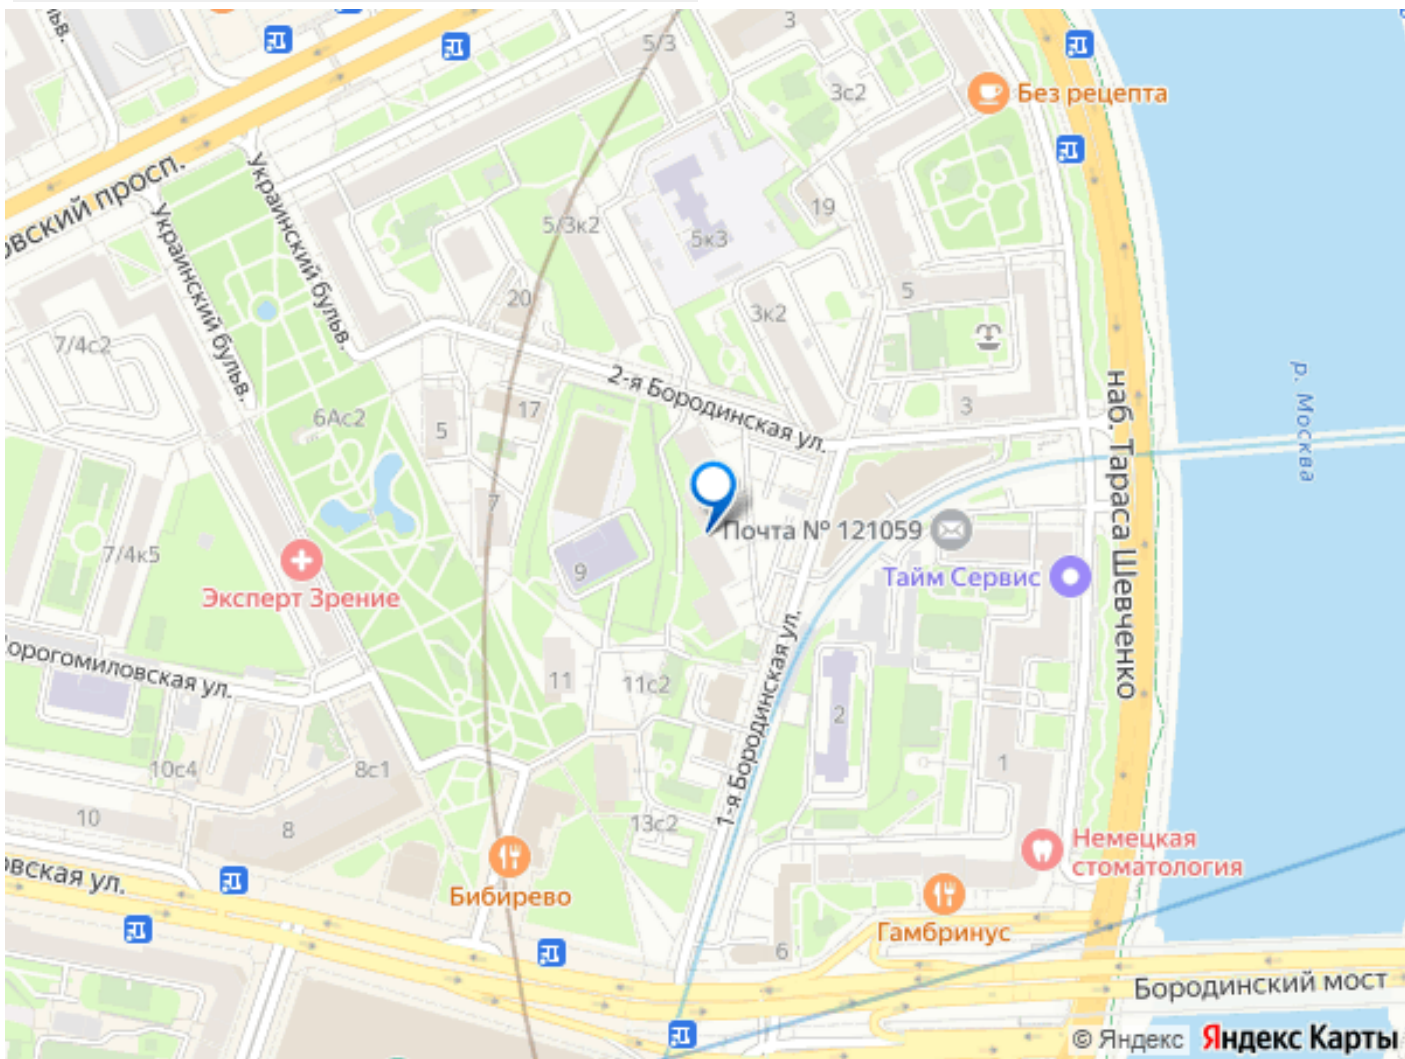 5/3
3
3с2
Без рецепта
льв.
Украинский бульв.
Украинский бульв.
овский просп.
19
5/3к2
5к3
20
5
3к2
7/4с2
р. Москва
2-я Бородинская ул.
наб. Тараса Шевченко
17
3
6Ас2
5
7
Почта № 121059
7/4к5
9
Тайм Сервис
Эксперт Зрение
1-я Бородинская ул.
орогомиловская ул.
11
11с2
2
10с4
8с1
1
10
8
13с2
Немецкая
стоматология
овская ул.
Бибирево
Гамбринус
6
Бородинский мост
© Яндекс Яндекс Карты